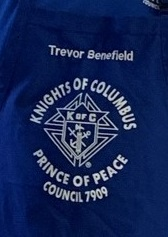 Trevor Benefield
KNIGHTS OF COLUMBUS
K OF C
PRINCE OF PEACE
COUNCIL 7909